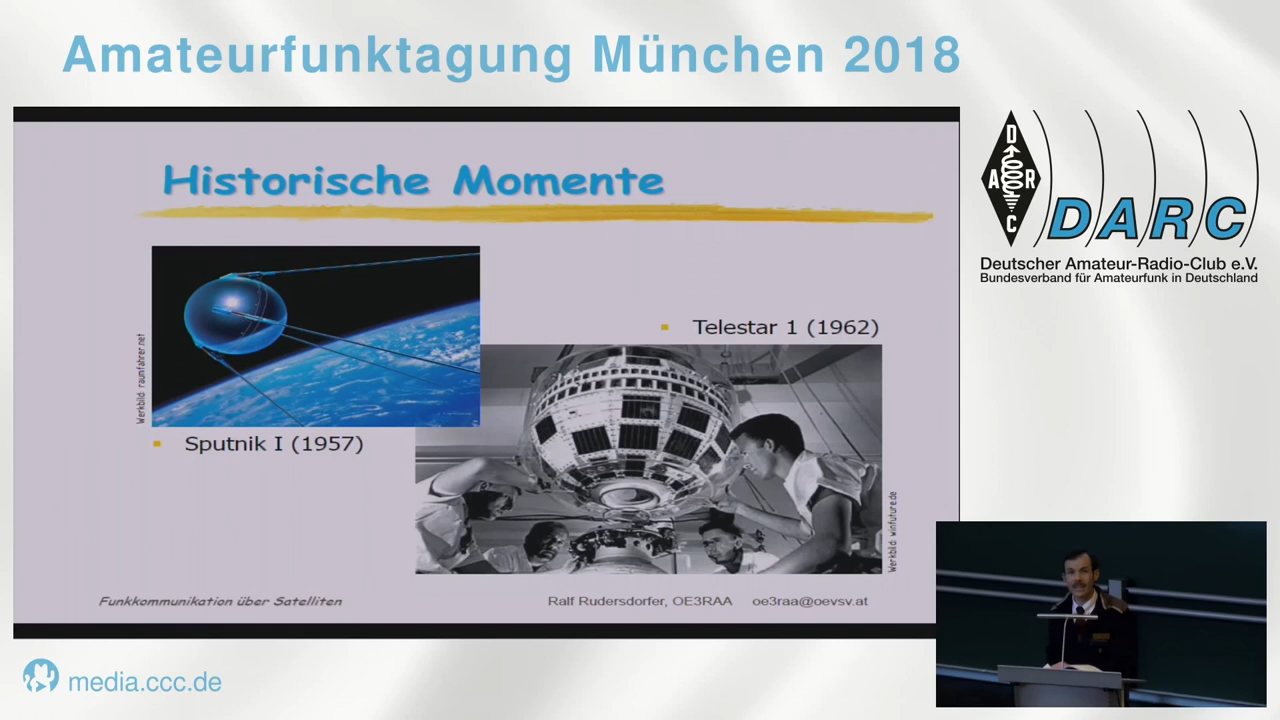 Amateurfunktagung München 2018
Historische Momente
Werkbild: raumfahrer.net
Sputnik I (1957)
Telestar 1 (1962)
Werkbild: winfuture.de
Funkkommunikation über Satelliten
Ralf Rudersdorfer, OE3RAA oe3raa@oevsv.at
D
A R
C
DARC
Deutscher Amateur-Radio-Club e.V.
Bundesverband für Amateurfunk in Deutschland
media.ccc.de